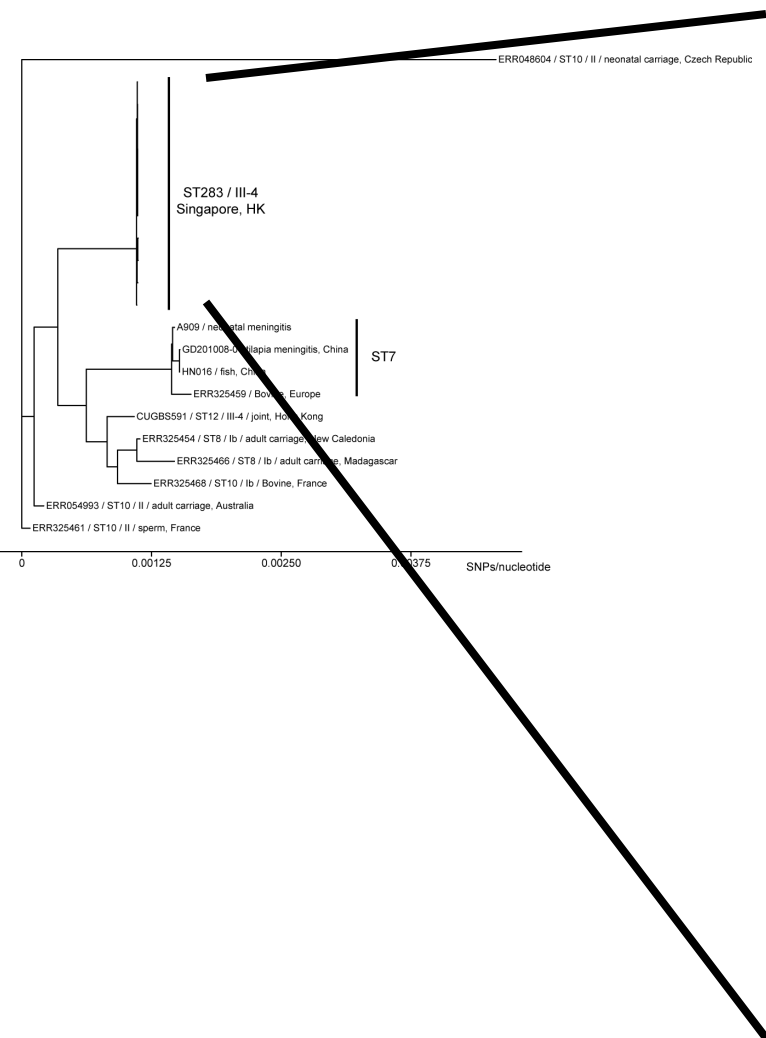 ERR048604 / ST10 / II / neonatal carriage, Czech Republic
ST283 / III-4
Singapore, HK
A909 / neonatal meningitis
tilapia meningitis, China
HN016 / fish, China
ST7
ERR325459 / Bovine, Europe
CUGBS591 / ST12 / III-4 / joint, Hong Kong
ERR325454 / ST8 / Ib / adult carriage, New Caledonia
ERR325466 / ST8 / Ib / adult carriage, Madagascar
ERR325468 / ST10 / Ib / Bovine, France
ERR054993 / ST10 / II / adult carriage, Australia
ERR325461 / ST10 / II / sperm, France
0 0.00125 0.00250 0.00375 SNPs/nucleotide